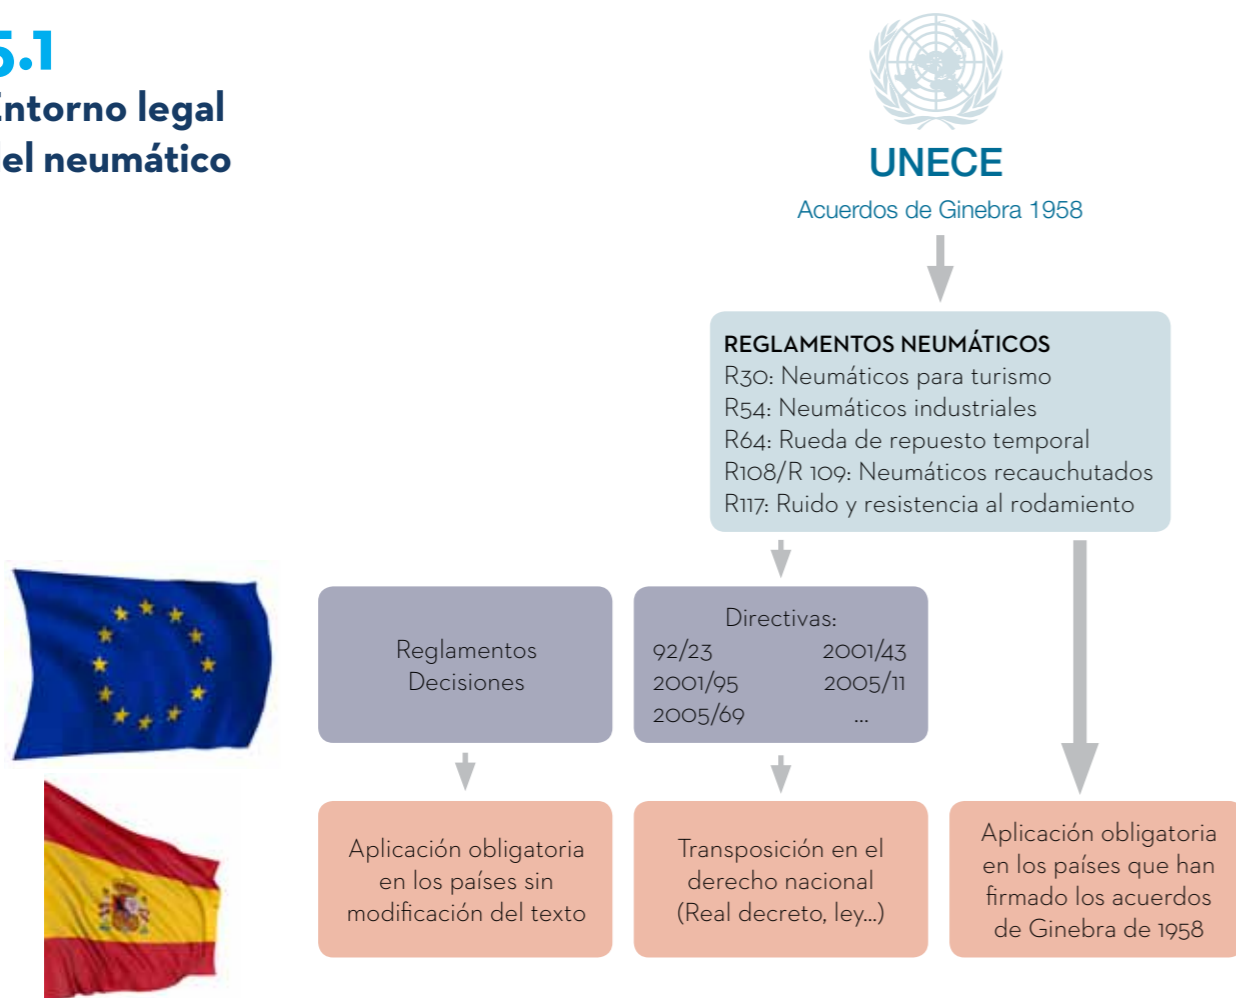 5.1
Entorno legal
del neumático
UNECE
Acuerdos de Ginebra 1958
REGLAMENTOS NEUMÁTICOS
R30: Neumáticos para turismo
R54: Neumáticos industriales
R64: Rueda de repuesto temporal
R108/R 109: Neumáticos recauchutados
R117: Ruido y resistencia al rodamiento
Reglamentos
Decisiones
Directivas:
92/23 2001/43
2001/95 2005/11
2005/69 ...
Aplicación obligatoria
en los países sin
modificación del texto
Transposición en el
derecho nacional
(Real decreto, ley...)
Aplicación obligatoria
en los países que han
firmado los acuerdos
de Ginebra de 1958